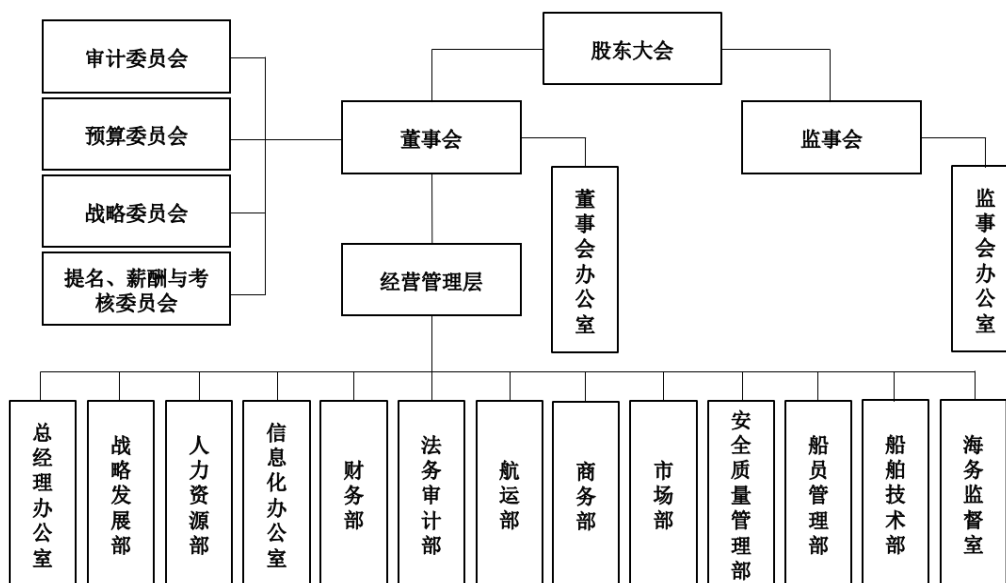 审计委员会
股东大会
预算委员会
董事会
监事会
战略委员会
董事会办公室
监事会办公室
提名、薪酬与考
核委员会
经营管理层
总经理办公室
战略发展部
人力资源部
信息化办公室
财务部
法务审计部
航运部
商务部
市场部
安全质量管理部
船员管理部
船舶技术部
海务监督室